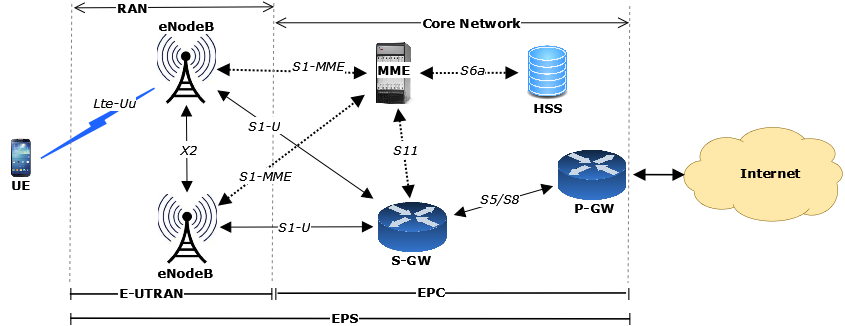 RAN
Core Network
eNodeB
S1-MME
MME
S6a
HSS
Lte-Uu
S1-U
X2
S11
UE
S1-MME
S5/S8
P-GW
Internet
S1-U
S-GW
eNodeB
E-UTRAN
EPC
EPS